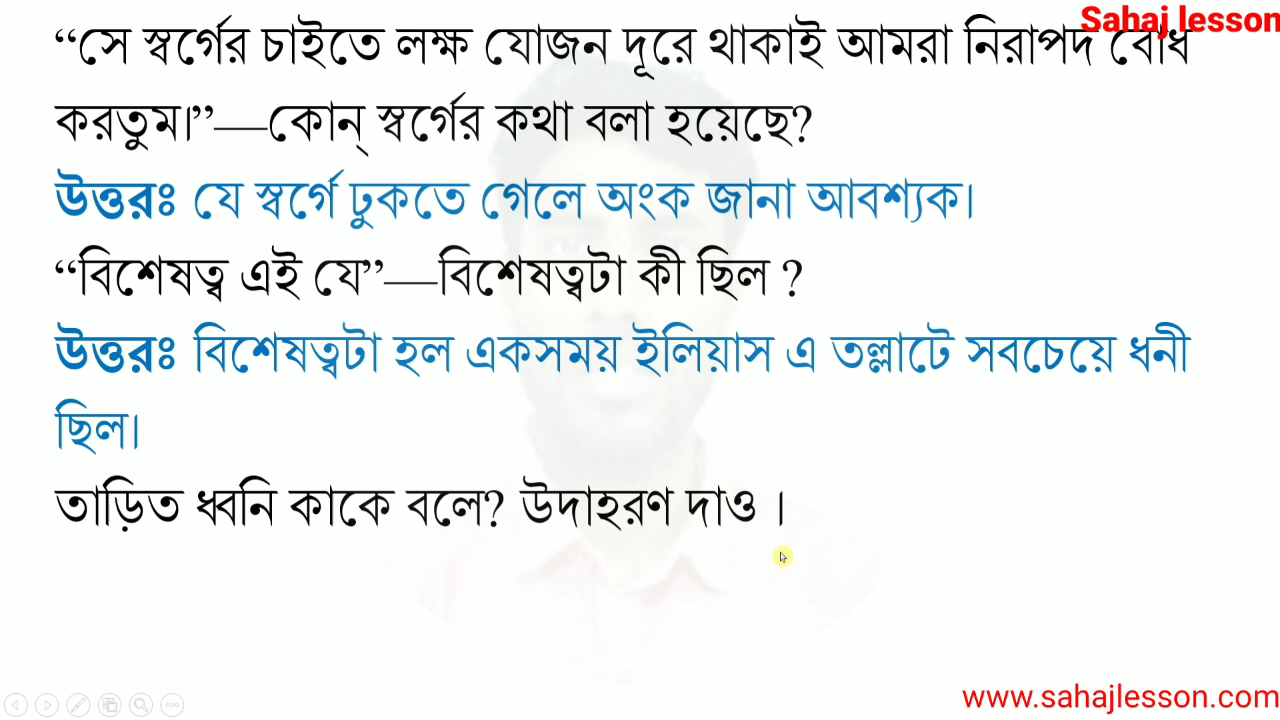 Sahaj lesson
“সে স্বর্গের চাইতে লক্ষ যোজন দূরে থাকাই আমরা নিরাপদ বোধ
করতুম।”—কোন্ স্বর্গের কথা বলা হয়েছে?
উত্তরঃ যে স্বর্গে ঢুকতে গেলে অংক জানা আবশ্যক।
“বিশেষত্ব এই যে”—বিশেষত্বটা কী ছিল ?
উত্তরঃ বিশেষত্বটা হল একসময় ইলিয়াস এ তল্লাটে সবচেয়ে ধনী
ছিল।
তাড়িত ধ্বনি কাকে বলে? উদাহরণ দাও ।
www.sahajlesson.com